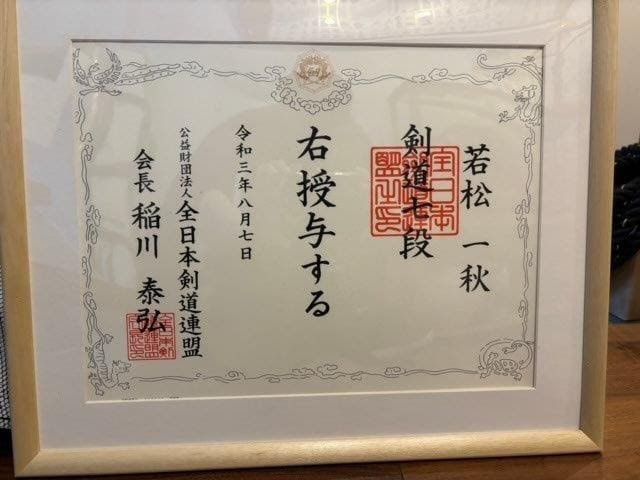 若松 一秋
剣道七段
右授与する
令和三年八月七日
公益財団法人 全日本剣道連盟
会長 稲川 泰弘